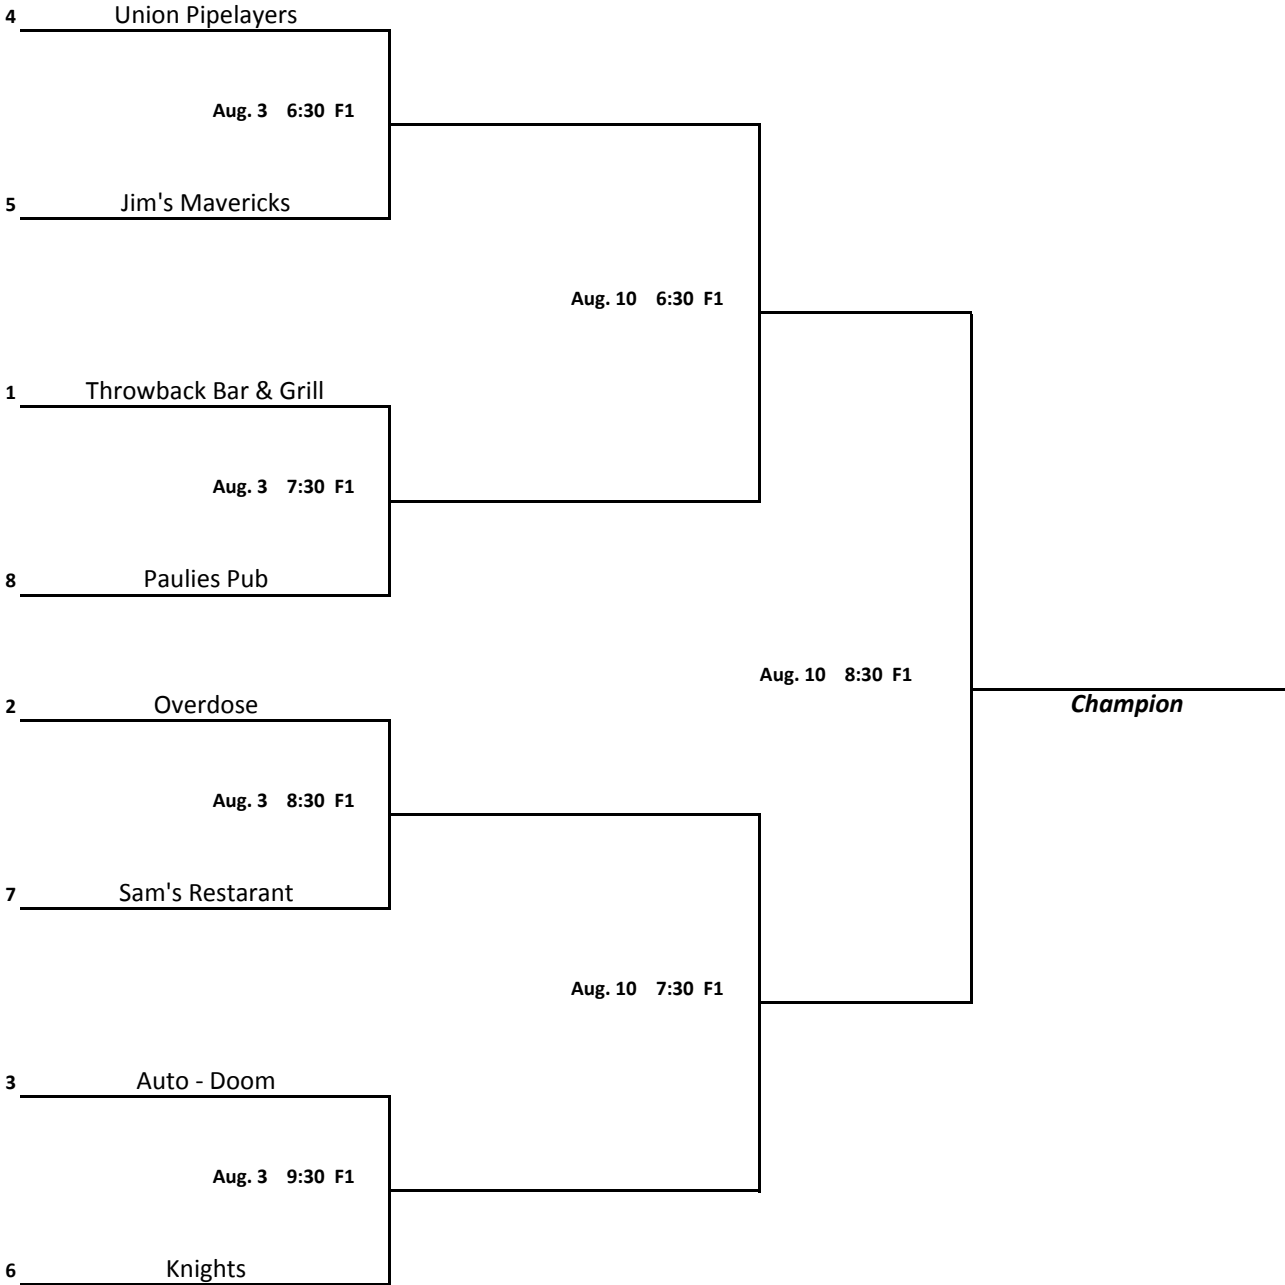 4 Union Pipelayers
Aug. 3 6:30 F1
5 Jim's Mavericks
Aug. 10 6:30 F1
1 Throwback Bar & Grill
Aug. 3 7:30 F1
8 Paulies Pub
Aug. 10 8:30 F1
Champion
2 Overdose
Aug. 3 8:30 F1
7 Sam's Restarant
Aug. 10 7:30 F1
3 Auto - Doom
Aug. 3 9:30 F1
6 Knights